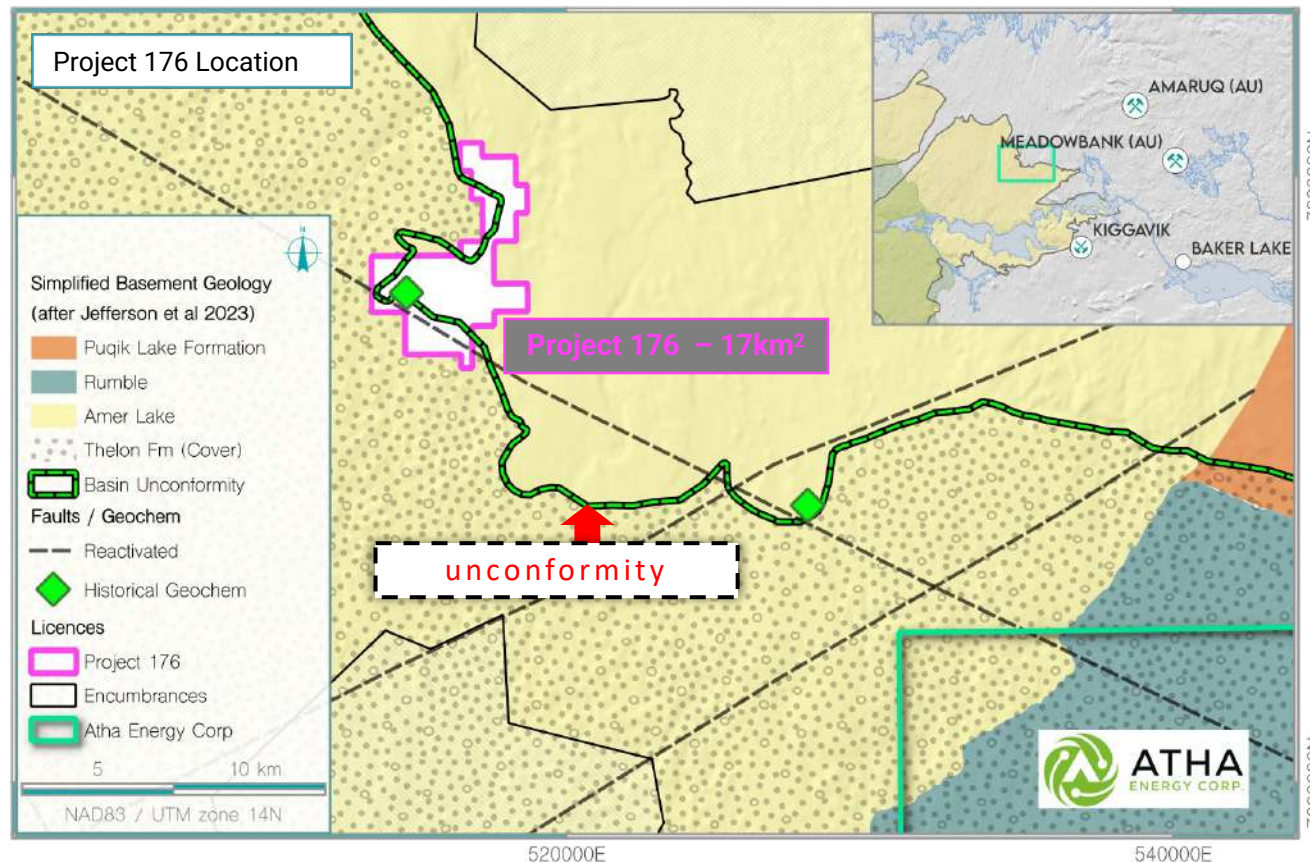 Project 176 Location
AMARUQ (AU)
MEADOWBANK (AU)
KIGGAVIK
BAKER LAKE
Project 176 – 17km²
unconformity
N
Simplified Basement Geology
(after Jefferson et al 2023)
Puqik Lake Formation
Rumble
Amer Lake
Thelon Fm (Cover)
Basin Unconformity
Faults / Geochem
Reactivated
Historical Geochem
Licences
Project 176
Encumbrances
Atha Energy Corp
5 10 km
NAD83 / UTM zone 14N
ATHA
ENERGY CORP.
520000E 540000E